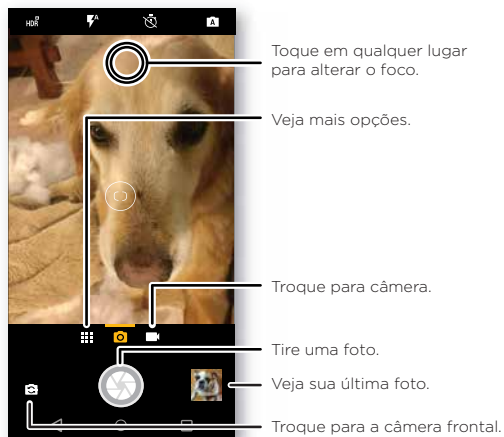 HDR
A
A
Toque em qualquer lugar
para alterar o foco.
Veja mais opções.
Troque para câmera.
Tire uma foto.
Veja sua última foto.
Troque para a câmera frontal.